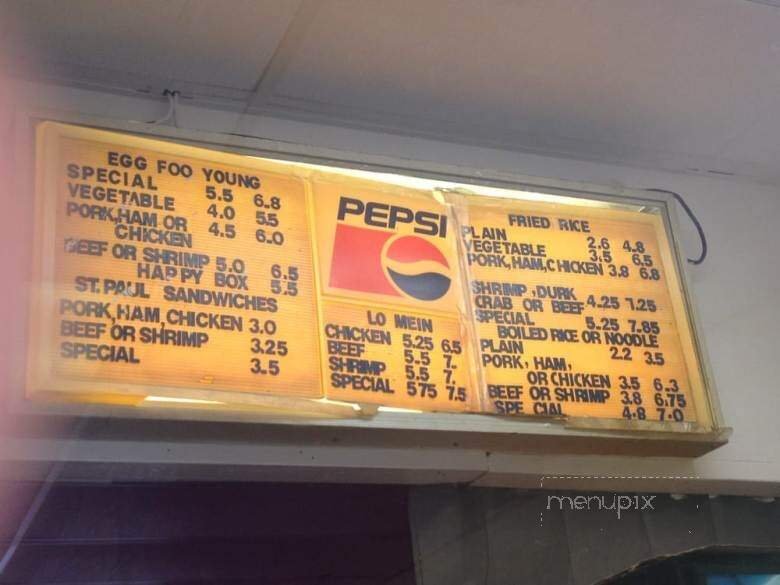 EGG FOO YOUNG
SPECIAL 5.5 6.8
VEGETABLE 4.0 5.5
PORK,HAM OR
CHICKEN 4.5 6.0
BEEF OR SHRIMP 5.0 6.5
HAPPY BOX 5.5
ST. PAUL SANDWICHES
PORK,HAM,CHICKEN 3.0
BEEF OR SHRIMP 3.25
SPECIAL 3.5
PEPSI
LO MEIN
CHICKEN 5.25 6.5
BEEF 5.5 7.
SHRIMP 5.5 7.
SPECIAL 5.75 7.5
FRIED RICE
PLAIN 2.6 4.8
VEGETABLE 3.5 6.5
PORK,HAM,CHICKEN 3.8 6.8
SHRIMP,DURK
CRAB OR BEEF 4.25 7.25
SPECIAL 5.25 7.85
BOILED RICE OR NOODLE
PLAIN 2.2 3.5
PORK, HAM,
OR CHICKEN 3.5 6.3
BEEF OR SHRIMP 3.8 6.75
SPE CIAL 4.8 7.0
menupix